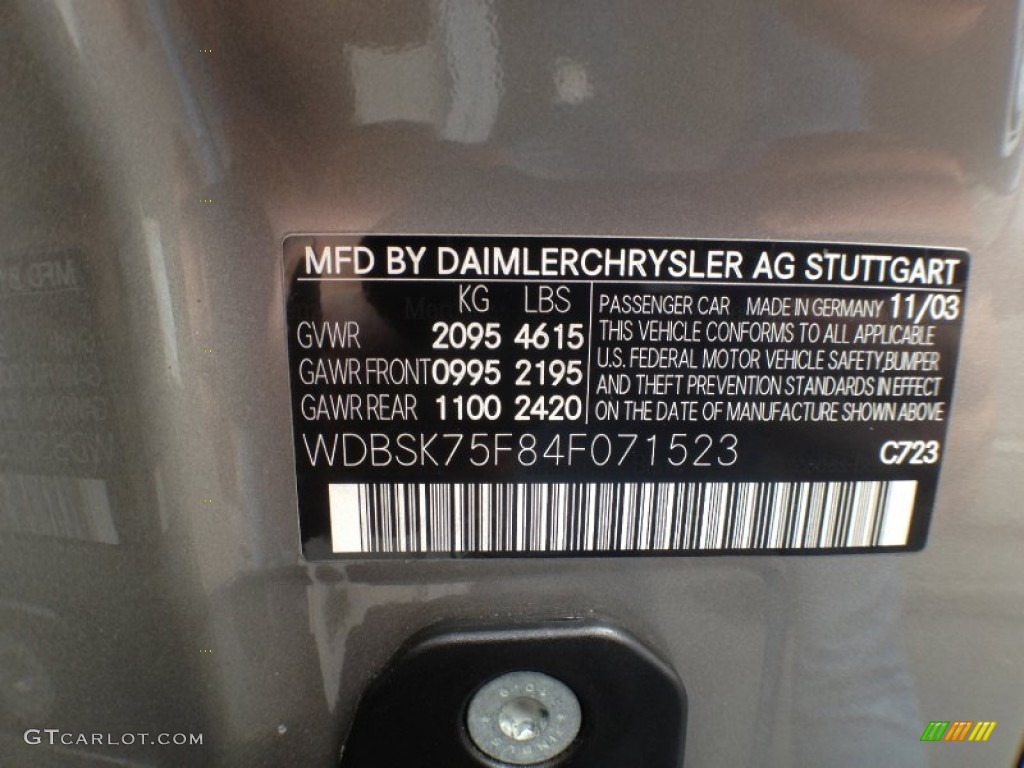 MFD BY DAIMLERCHRYSLER AG STUTTGART
KG LBS
GVWR 2095 4615
GAWR FRONT 0995 2195
GAWR REAR 1100 2420
PASSENGER CAR MADE IN GERMANY 11/03
THIS VEHICLE CONFORMS TO ALL APPLICABLE
U.S. FEDERAL MOTOR VEHICLE SAFETY,BUMPER
AND THEFT PREVENTION STANDARDS IN EFFECT
ON THE DATE OF MANUFACTURE SHOWN ABOVE
WDBSK75F84F071523 C723
GTCARLOT.COM